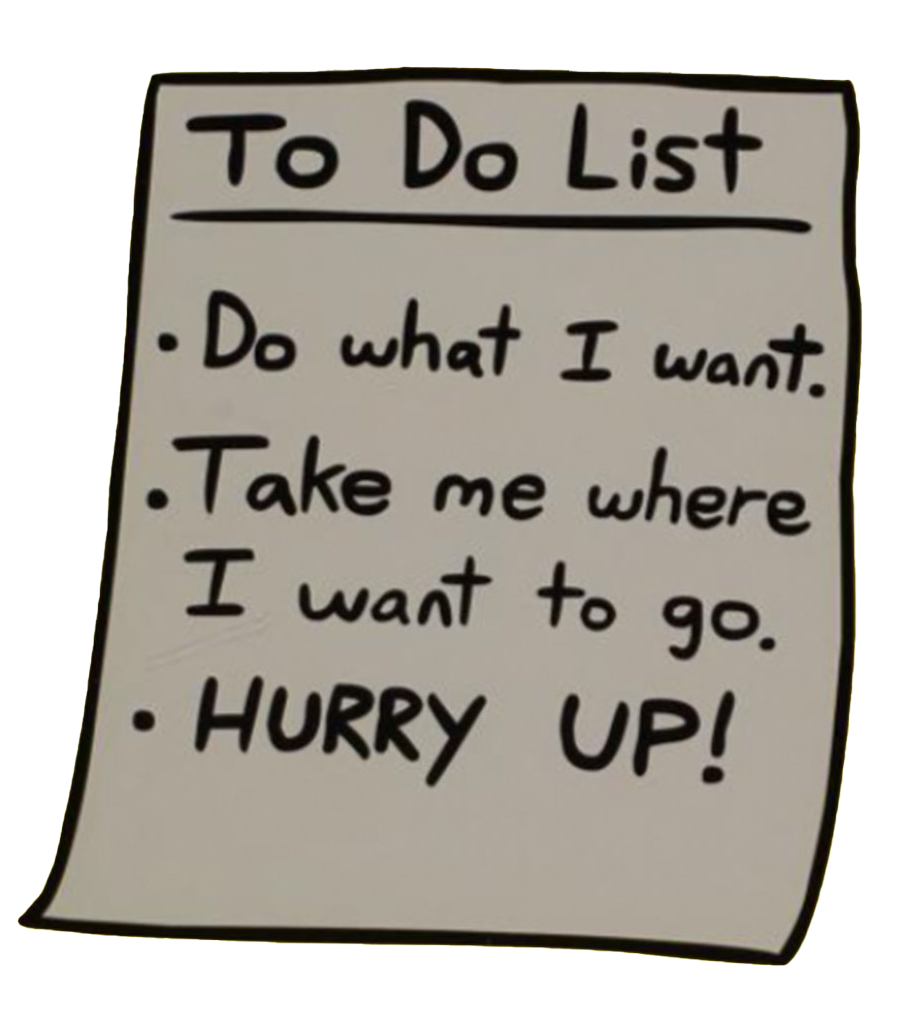 To Do List
• Do what I want.
• Take me where
I want to go.
• HURRY UP!